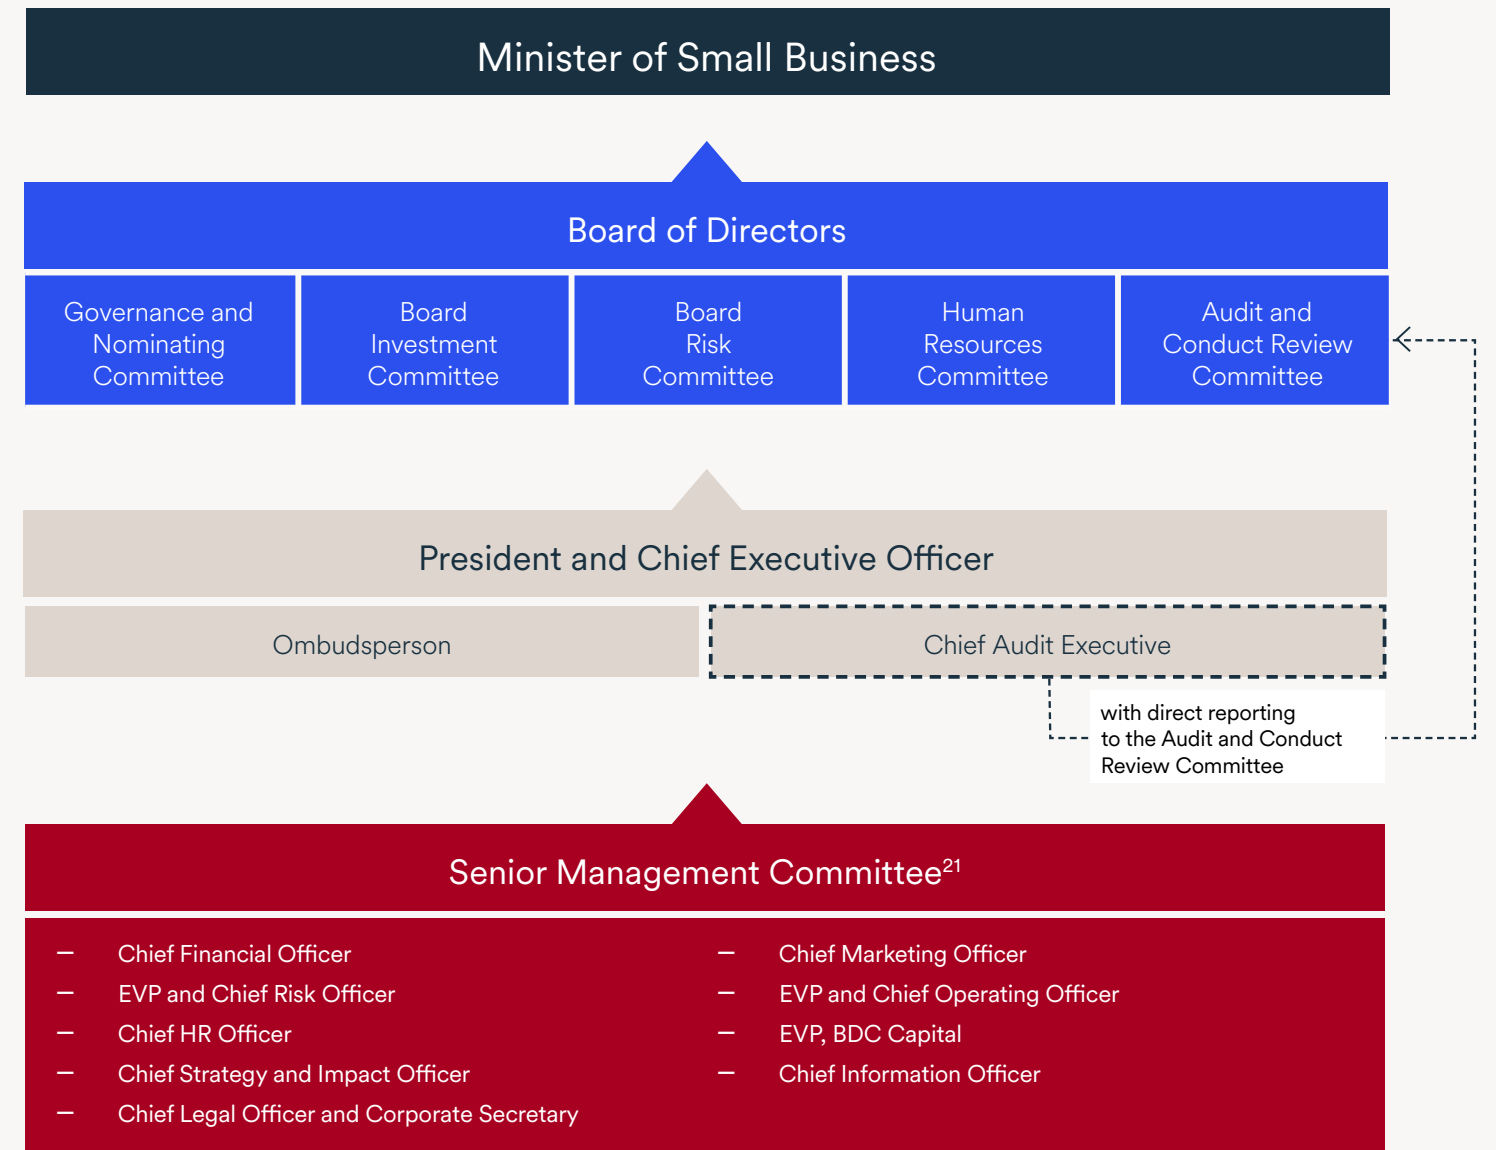 Minister of Small Business
Board of Directors
Governance and
Nominating
Committee
Board
Investment
Committee
Board
Risk
Committee
Human
Resources
Committee
Audit and
Conduct Review
Committee
President and Chief Executive Officer
Ombudsperson
Chief Audit Executive
with direct reporting
to the Audit and Conduct
Review Committee
Senior Management Committee²¹
– Chief Financial Officer
– EVP and Chief Risk Officer
– Chief HR Officer
– Chief Strategy and Impact Officer
– Chief Legal Officer and Corporate Secretary
– Chief Marketing Officer
– EVP and Chief Operating Officer
– EVP, BDC Capital
– Chief Information Officer